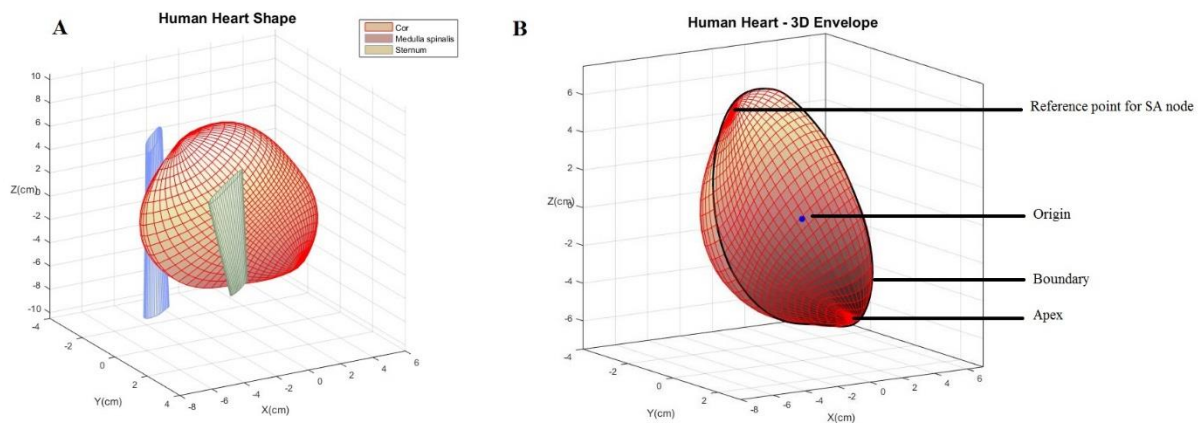 A
Human Heart Shape
Cor
Medulla spinalis
Sternum
10
8
6
4
2
Z(cm) 0
-2
-4
-6
-8
-10
-4
-2
0
2
4
Y(cm)
-8
-6
-4
-2
0
2
4
6
X(cm)
B
Human Heart - 3D Envelope
6
4
2
Z(cm) 0
-2
-4
-6
-4
-2
0
2
Y(cm)
-8
-6
-4
-2
0
2
4
6
X(cm)
Reference point for SA node
Origin
Boundary
Apex